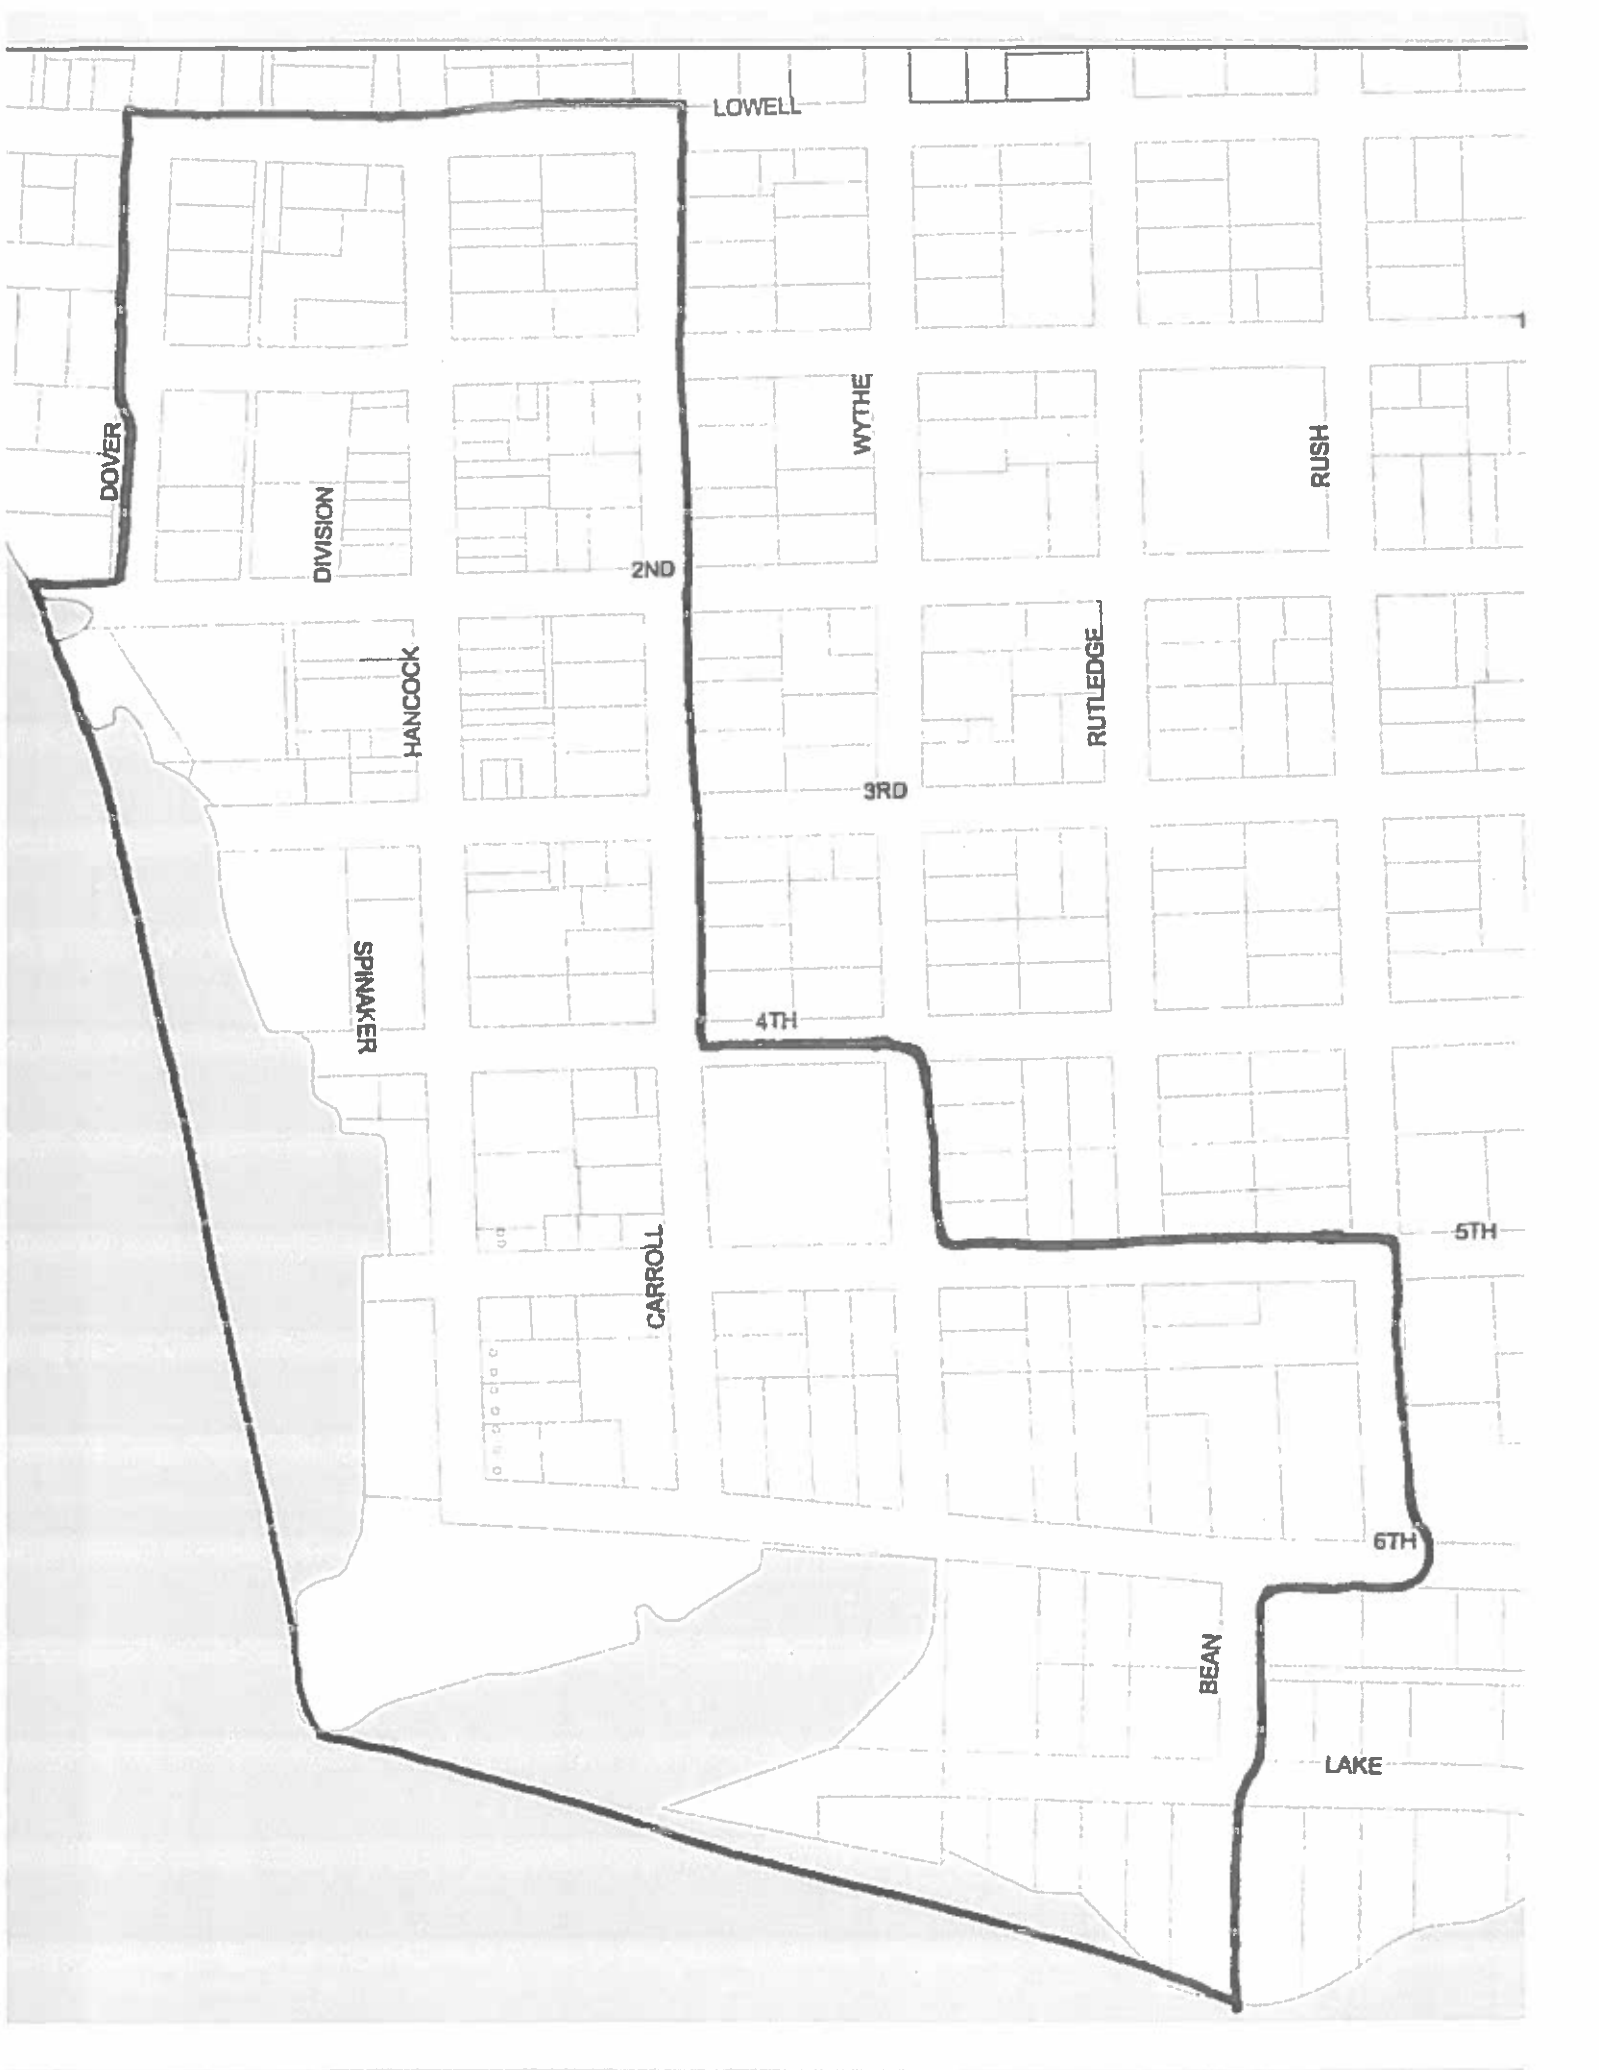 LOWELL
WYTHE
DOVER
RUSH
DIVISION
2ND
HANCOCK
RUTLEDGE
3RD
SPINAKER
4TH
5TH
CARROLL
6TH
BEAN
LAKE